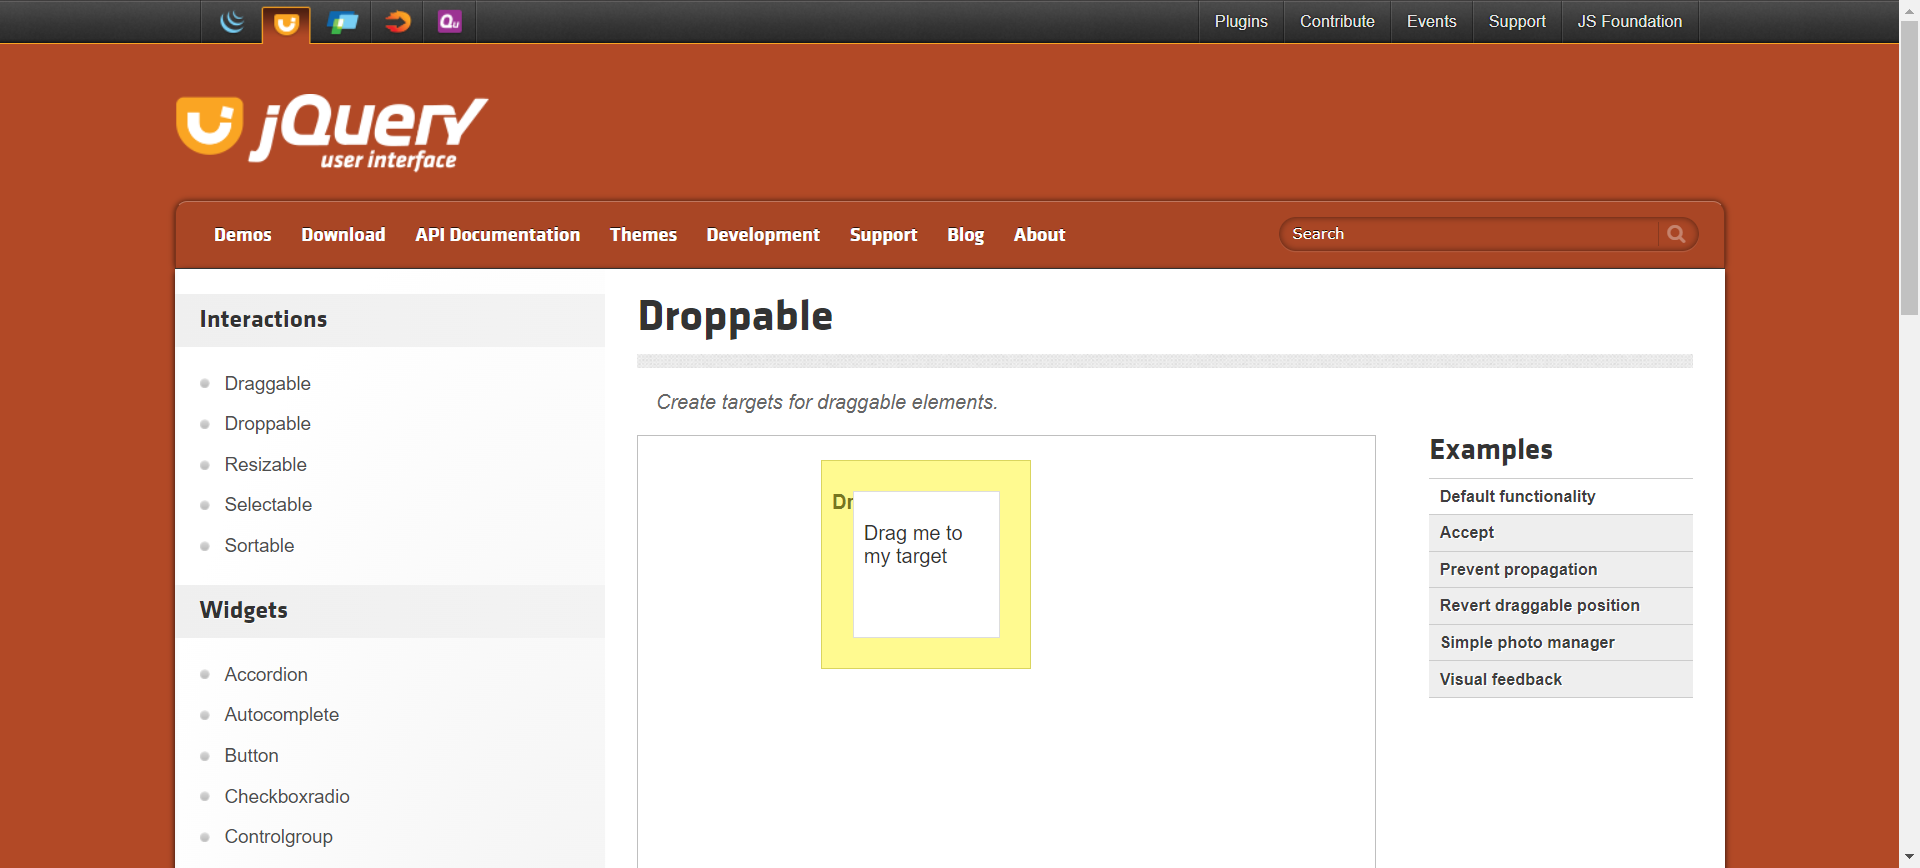 Qu
Plugins
Contribute
Events
Support
JS Foundation
jQuery
user interface
Demos
Download
API Documentation
Themes
Development
Support
Blog
About
Search
Interactions
Draggable
Droppable
Resizable
Selectable
Sortable
Widgets
Accordion
Autocomplete
Button
Checkboxradio
Controlgroup
Droppable
Create targets for draggable elements.
Dr
Drag me to
my target
Examples
Default functionality
Accept
Prevent propagation
Revert draggable position
Simple photo manager
Visual feedback